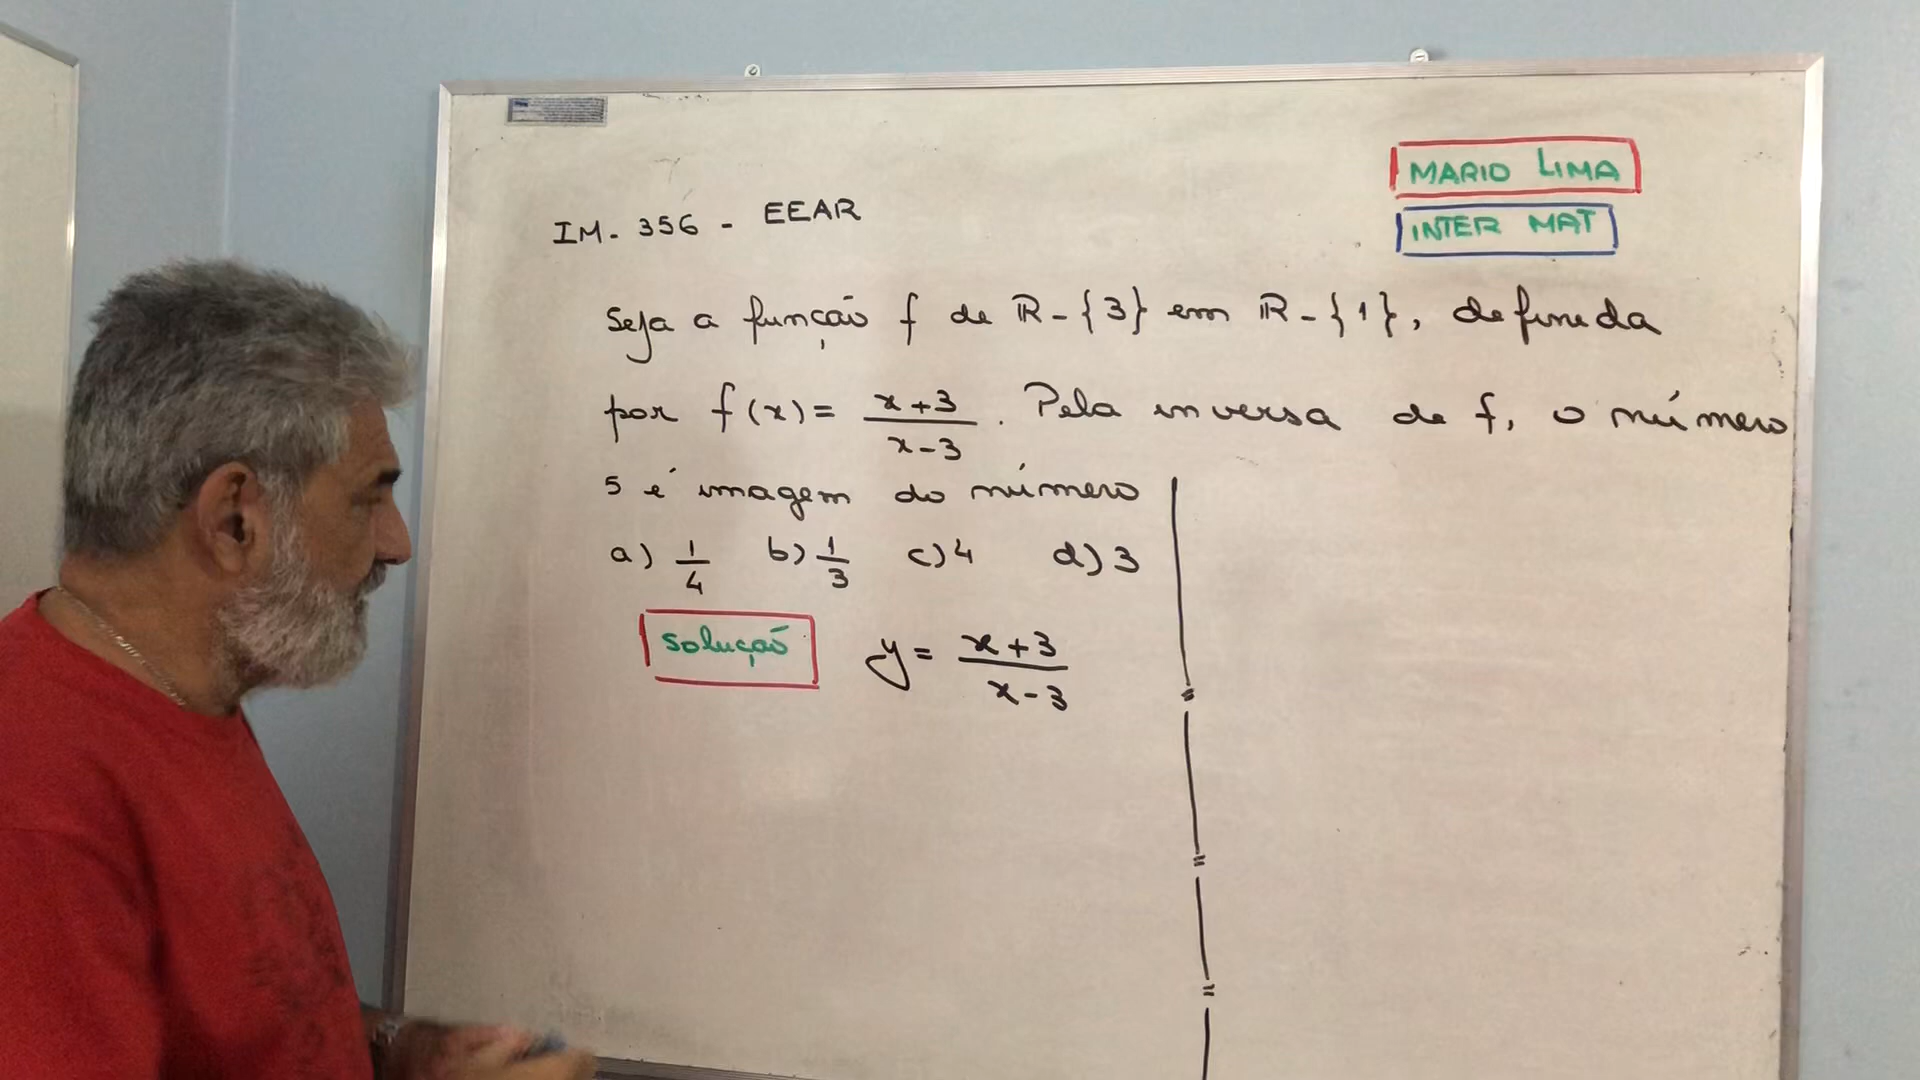 MARIO LIMA
INTER MAT
IM. 356 - EEAR
Seja a função f de ℝ-{3} em ℝ-{1}, definida
por f(x) = (x+3)/(x-3). Pela inversa de f, o número
5 é imagem do número
a) 1/4 b) 1/3 c) 4 d) 3
Solução y = (x+3)/(x-3)